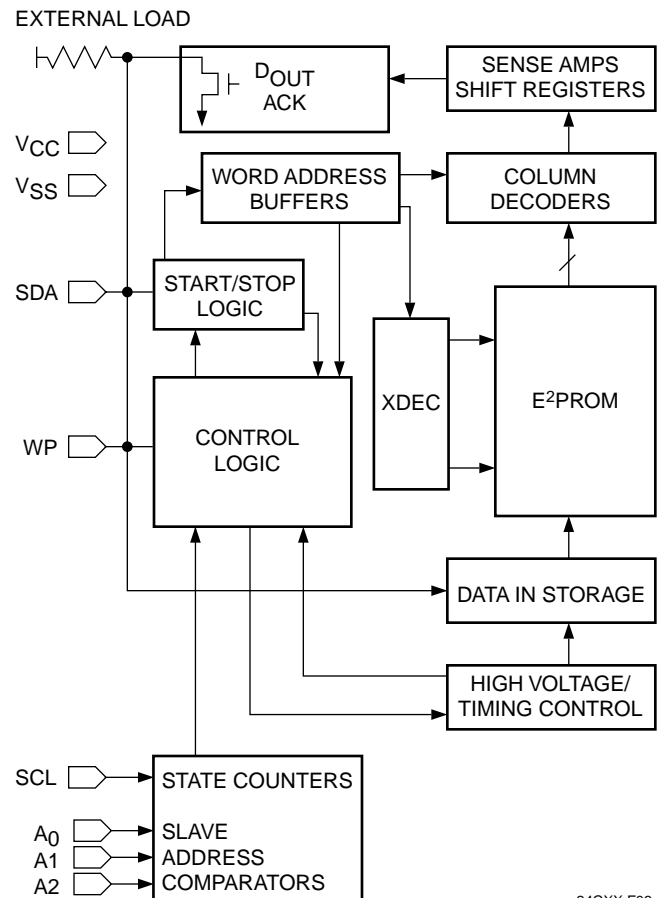 EXTERNAL LOAD
DOUT
ACK
SENSE AMPS
SHIFT REGISTERS
VCC
VSS
WORD ADDRESS
BUFFERS
COLUMN
DECODERS
SDA
START/STOP
LOGIC
XDEC
E2PROM
WP
CONTROL
LOGIC
DATA IN STORAGE
HIGH VOLTAGE/
TIMING CONTROL
SCL
STATE COUNTERS
A0
SLAVE
A1
ADDRESS
A2
COMPARATORS